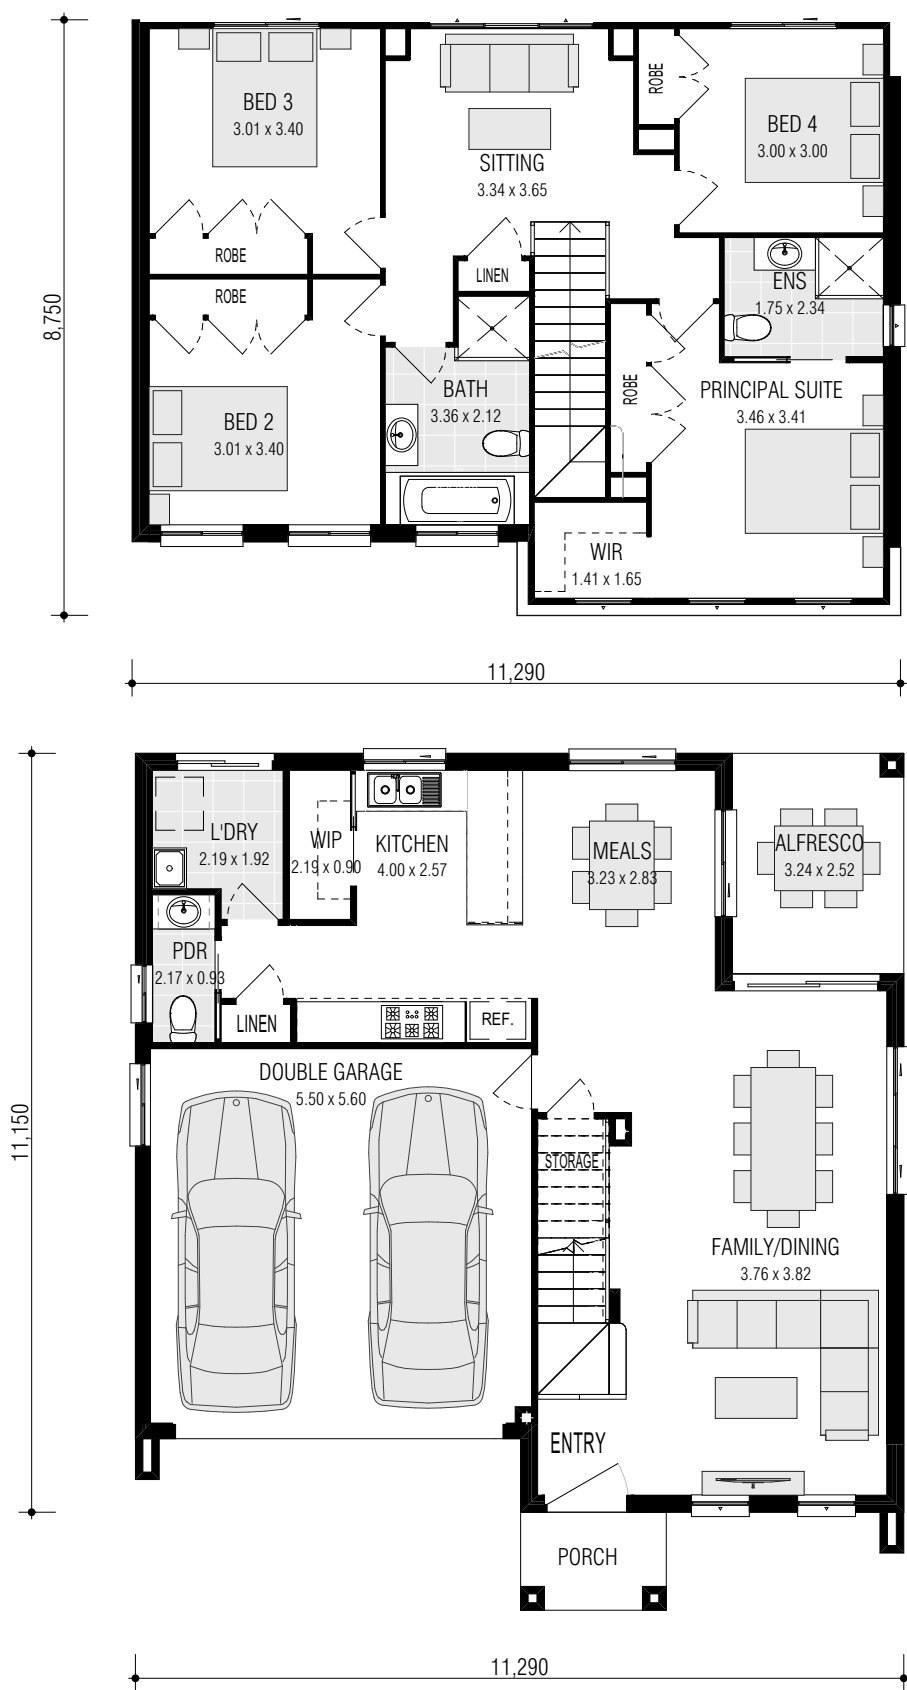 BED 3
3.01 x 3.40
ROBE
BED 4
3.00 x 3.00
SITTING
3.34 x 3.65
ROBE
LINEN
ENS
1.75 x 2.34
ROBE
8,750
BATH
3.36 x 2.12
ROBE
PRINCIPAL SUITE
3.46 x 3.41
BED 2
3.01 x 3.40
WIR
1.41 x 1.65
11,290
L'DRY
2.19 x 1.92
WIP
2.19 x 0.90
KITCHEN
4.00 x 2.57
MEALS
3.23 x 2.83
ALFRESCO
3.24 x 2.52
PDR
2.17 x 0.93
LINEN
REF.
DOUBLE GARAGE
5.50 x 5.60
11,150
STORAGE
FAMILY/DINING
3.76 x 3.82
ENTRY
PORCH
11,290